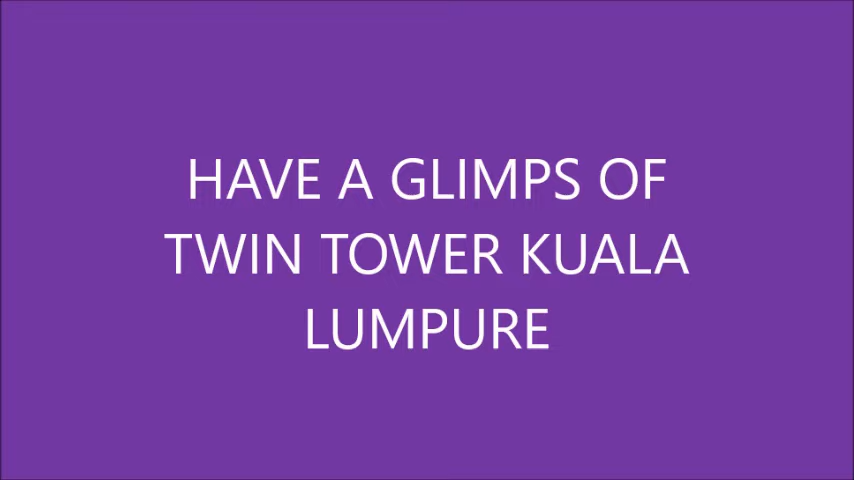 HAVE A GLIMPS OF
TWIN TOWER KUALA
LUMPURE